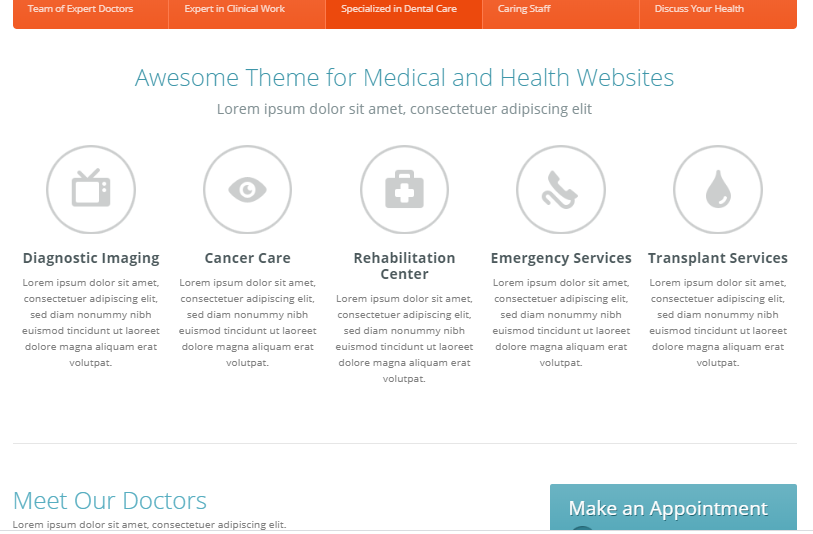 Team of Expert Doctors
Expert in Clinical Work
Specialized in Dental Care
Caring Staff
Discuss Your Health
Awesome Theme for Medical and Health Websites
Lorem ipsum dolor sit amet, consectetuer adipiscing elit
Diagnostic Imaging
Lorem ipsum dolor sit amet,
consectetuer adipiscing elit,
sed diam nonummy nibh
euismod tincidunt ut laoreet
dolore magna aliquam erat
volutpat.
Cancer Care
Lorem ipsum dolor sit amet,
consectetuer adipiscing elit,
sed diam nonummy nibh
euismod tincidunt ut laoreet
dolore magna aliquam erat
volutpat.
Rehabilitation
Center
Lorem ipsum dolor sit amet,
consectetuer adipiscing elit,
sed diam nonummy nibh
euismod tincidunt ut laoreet
dolore magna aliquam erat
volutpat.
Emergency Services
Lorem ipsum dolor sit amet,
consectetuer adipiscing elit,
sed diam nonummy nibh
euismod tincidunt ut laoreet
dolore magna aliquam erat
volutpat.
Transplant Services
Lorem ipsum dolor sit amet,
consectetuer adipiscing elit,
sed diam nonummy nibh
euismod tincidunt ut laoreet
dolore magna aliquam erat
volutpat.
Meet Our Doctors
Lorem ipsum dolor sit amet, consectetuer adipiscing elit.
Make an Appointment